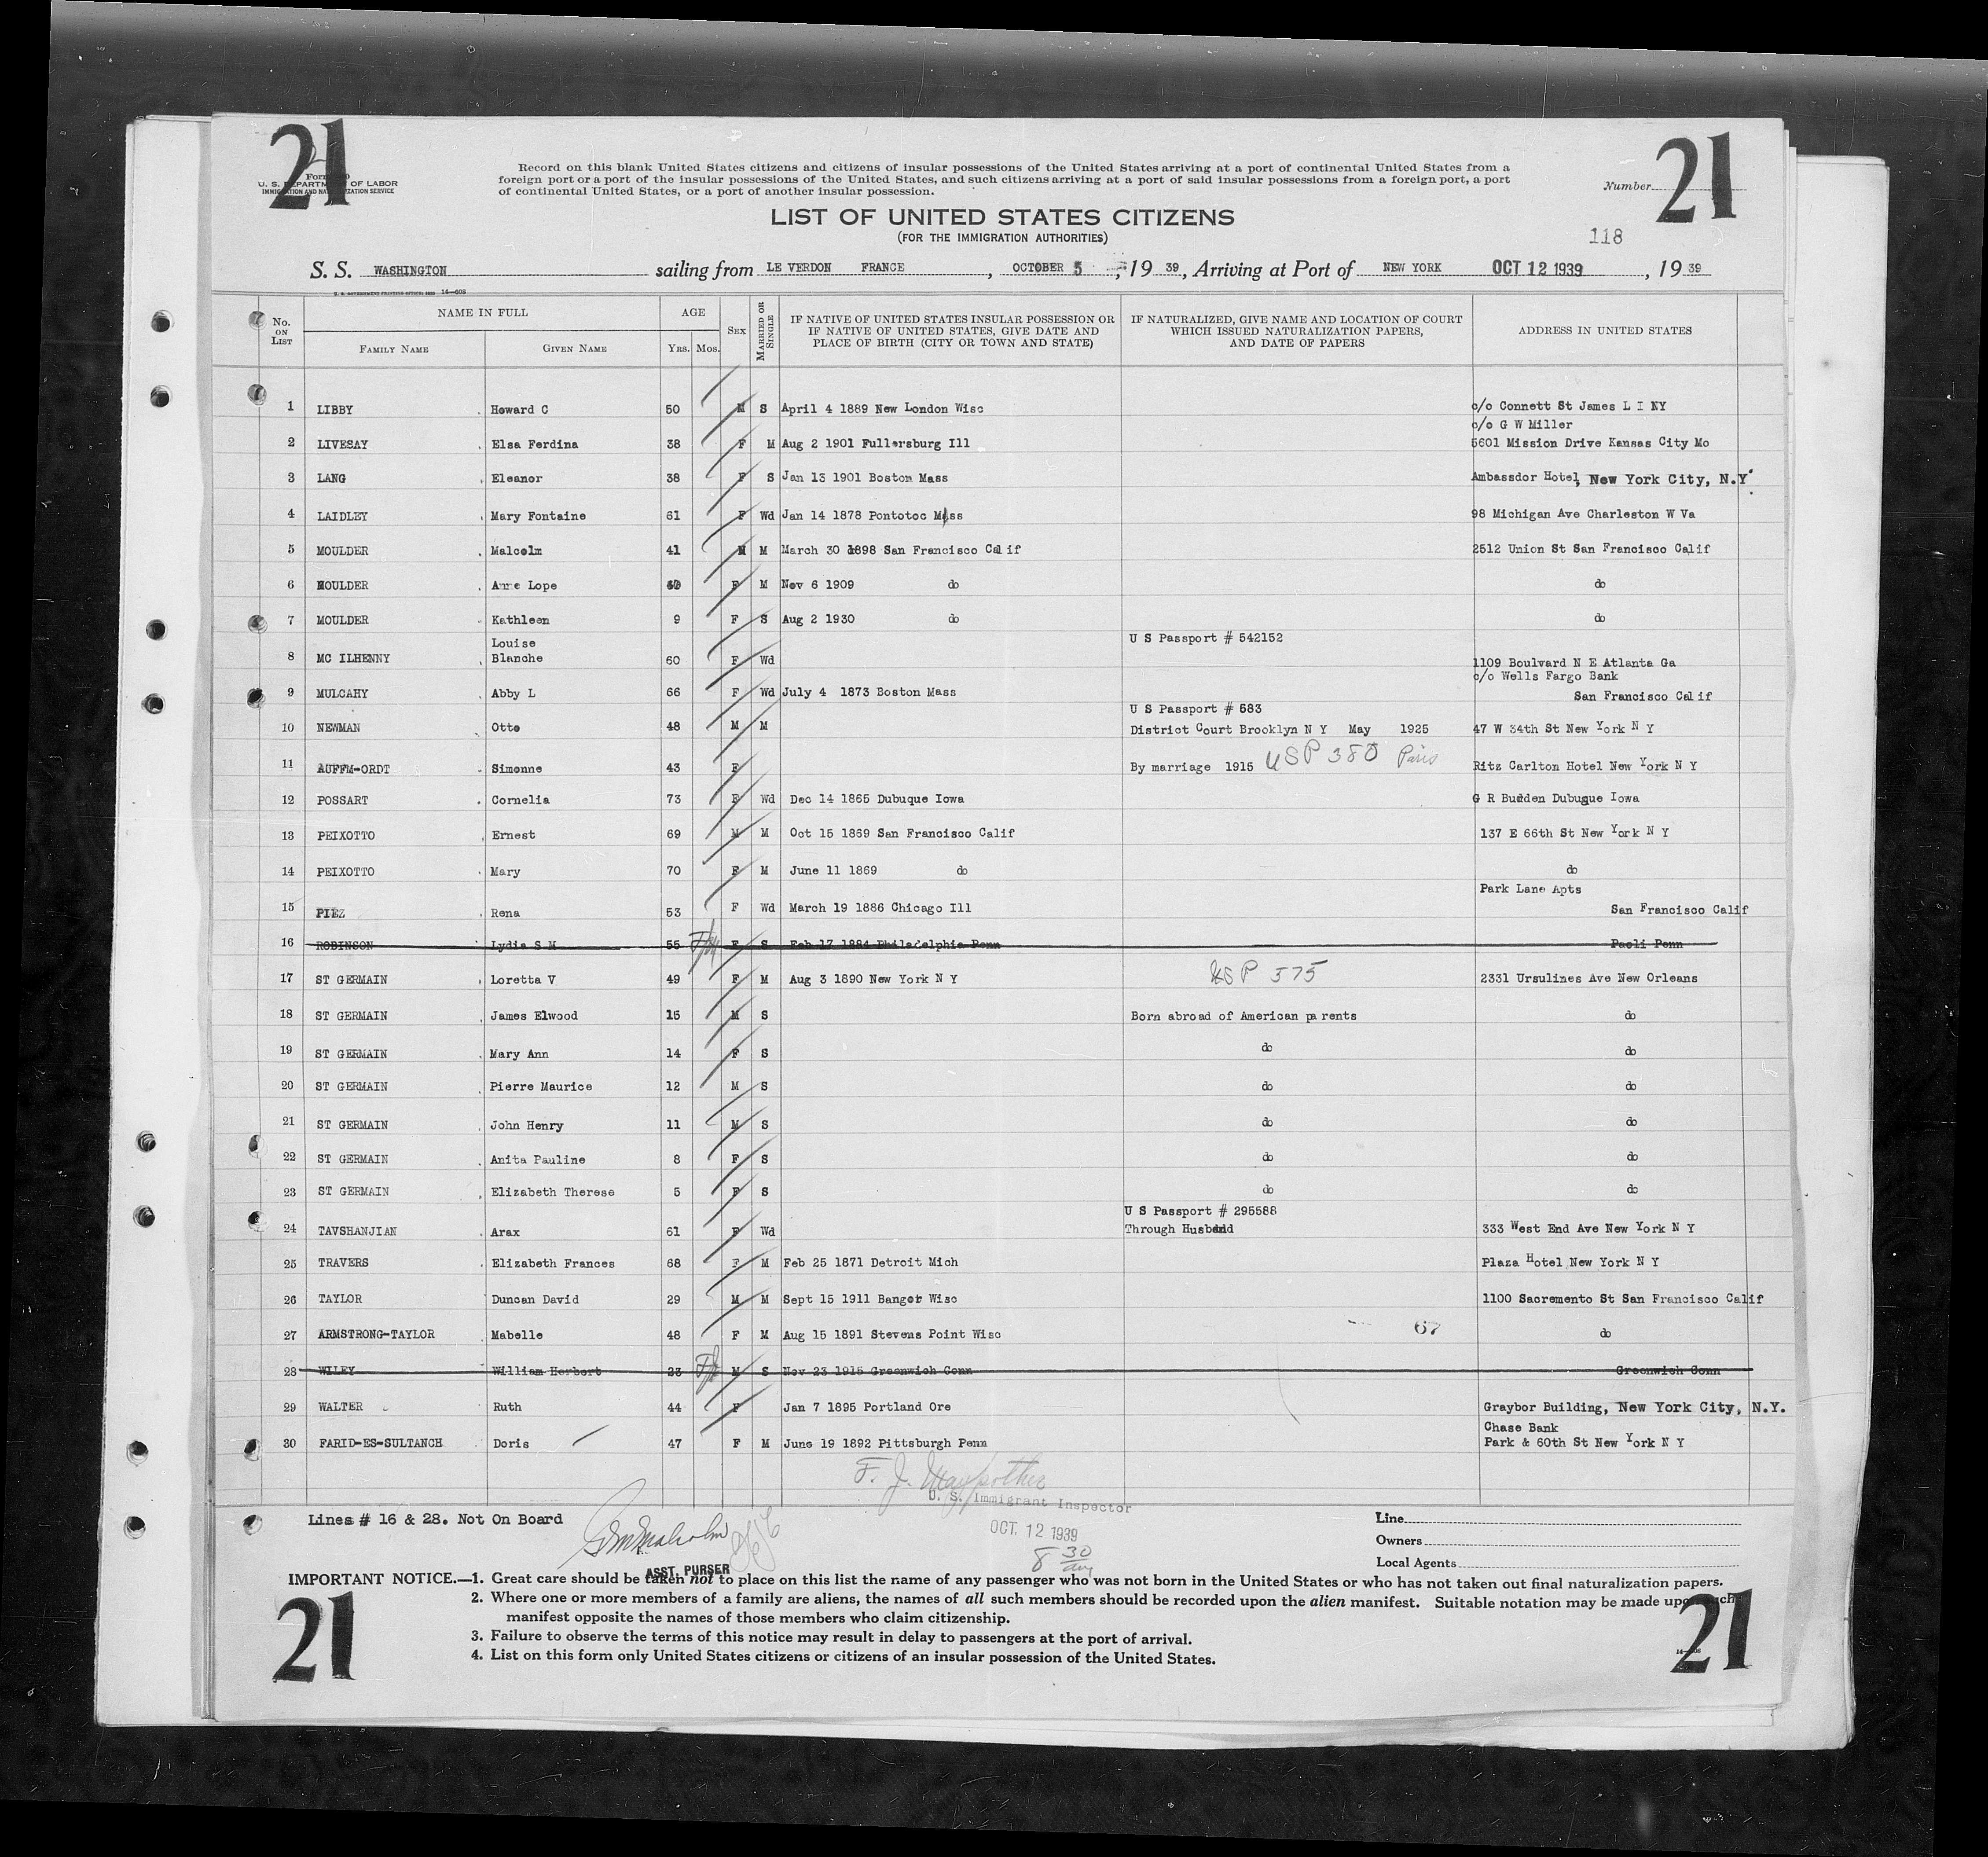 21 21
Form
U. S. DEPARTMENT OF LABOR
IMMIGRATION AND NATURALIZATION SERVICE
Record on this blank United States citizens and citizens of insular possessions of the United States arriving at a port of continental United States from a
foreign port or a port of the insular possessions of the United States, and such citizens arriving at a port of said insular possessions from a foreign port, a port
of continental United States, or a port of another insular possession.
Number
LIST OF UNITED STATES CITIZENS
(FOR THE IMMIGRATION AUTHORITIES)
118
S. S. WASHINGTON sailing from LE VERDON FRANCE, OCTOBER 5, 19 39, Arriving at Port of NEW YORK OCT 12 1939, 19 39
14-608
No. ON LIST NAME IN FULL AGE SEX MARRIED OR SINGLE IF NATIVE OF UNITED STATES INSULAR POSSESSION OR IF NATIVE OF UNITED STATES, GIVE DATE AND PLACE OF BIRTH (CITY OR TOWN AND STATE) IF NATURALIZED, GIVE NAME AND LOCATION OF COURT WHICH ISSUED NATURALIZATION PAPERS, AND DATE OF PAPERS ADDRESS IN UNITED STATES
FAMILY NAME GIVEN NAME YRS. MOS.
1 LIBBY Howard C 50 M S April 4 1889 New London Wisc c/o Connett St James L I NY
c/o G W Miller
2 LIVESAY Elsa Ferdina 38 F M Aug 2 1901 Fullersburg Ill 5601 Mission Drive Kansas City Mo
3 LANG Eleanor 38 F S Jan 13 1901 Boston Mass Ambassdor Hotel, New York City, N.Y.
4 LAIDLEY Mary Fontaine 61 F Wd Jan 14 1878 Pontotoc Miss 98 Michigan Ave Charleston W Va
5 MOULDER Malcolm 41 M M March 30 1898 San Francisco Calif 2512 Union St San Francisco Calif
6 MOULDER Anne Lope F M Nov 6 1909 do do
7 MOULDER Kathleen 9 F S Aug 2 1930 do do
Louise U S Passport # 542152
8 MC ILHENNY Blanche 60 F Wd 1109 Boulvard N E Atlanta Ga
c/o Wells Fargo Bank
9 MULCAHY Abby L 66 F Wd July 4 1873 Boston Mass San Francisco Calif
U S Passport # 683
10 NEWMAN Otto 48 M M District Court Brooklyn N Y May 1925 47 W 34th St New York N Y
11 AUFFM-ORDT Simonne 43 F By marriage 1915 USP 380 Paris Ritz Carlton Hotel New York N Y
12 POSSART Cornelia 73 F Wd Dec 14 1865 Dubuque Iowa G R Burden Dubuque Iowa
13 PEIXOTTO Ernest 69 M M Oct 15 1869 San Francisco Calif 137 E 66th St New York N Y
14 PEIXOTTO Mary 70 F M June 11 1869 do do
Park Lane Apts
15 PIEZ Rena 53 F Wd March 19 1886 Chicago Ill San Francisco Calif
16 ROBINSON Lydia S M 55 F S Feb 17 1884 Philadelphia Penn Paoli Penn
17 ST GERMAIN Loretta V 49 F M Aug 3 1890 New York N Y USP 375 2331 Ursulines Ave New Orleans
18 ST GERMAIN James Elwood 15 M S Born abroad of American parents do
19 ST GERMAIN Mary Ann 14 F S do do
20 ST GERMAIN Pierre Maurice 12 M S do do
21 ST GERMAIN John Henry 11 M S do do
22 ST GERMAIN Anita Pauline 8 F S do do
23 ST GERMAIN Elizabeth Therese 5 F S do do
U S Passport # 295588
24 TAVSHANJIAN Arax 61 F Wd Through Husband 333 West End Ave New York N Y
25 TRAVERS Elizabeth Frances 68 F M Feb 25 1871 Detroit Mich Plaza Hotel New York N Y
26 TAYLOR Duncan David 29 M M Sept 15 1911 Bangor Wisc 1100 Sacremento St San Francisco Calif
27 ARMSTRONG-TAYLOR Mabelle 48 F M Aug 15 1891 Stevens Point Wisc 67 do
28 WILEY William Herbert 23 M S Nov 23 1915 Greenwich Conn Greenwich Conn
29 WALTER Ruth 44 F Jan 7 1895 Portland Ore Graybor Building, New York City, N.Y.
Chase Bank
30 FARID-ES-SULTANCH Doris 47 F M June 19 1892 Pittsburgh Penn Park & 60th St New York N Y
F. J.
U. S. Immigrant Inspector
Lines # 16 & 28. Not On Board
OCT. 12 1939
8 30 am
ASST. PURSER
Line
Owners
Local Agents
IMPORTANT NOTICE.—1. Great care should be taken not to place on this list the name of any passenger who was not born in the United States or who has not taken out final naturalization papers.
2. Where one or more members of a family are aliens, the names of all such members should be recorded upon the alien manifest. Suitable notation may be made upon such
manifest opposite the names of those members who claim citizenship.
3. Failure to observe the terms of this notice may result in delay to passengers at the port of arrival.
4. List on this form only United States citizens or citizens of an insular possession of the United States.
21 21